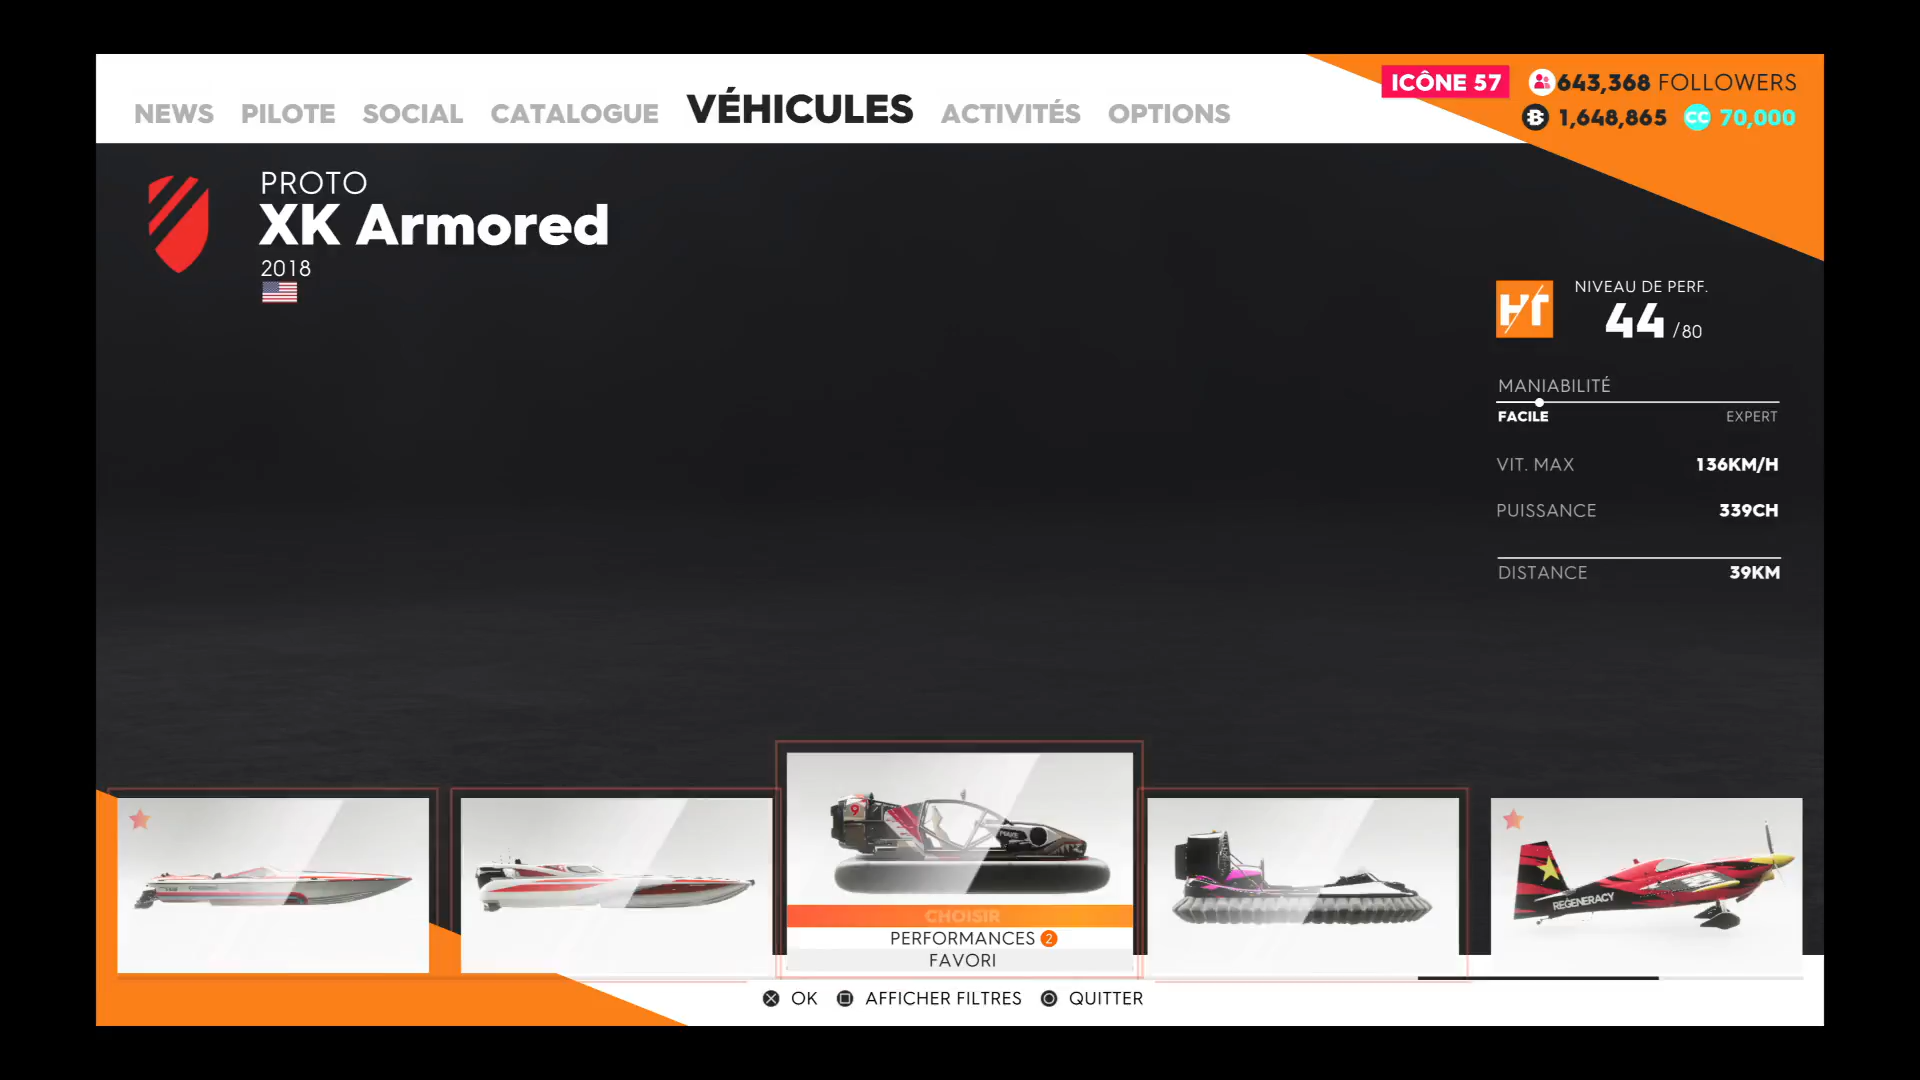 NEWS PILOTE SOCIAL CATALOGUE VÉHICULES ACTIVITÉS OPTIONS
ICÔNE 57 643,368 FOLLOWERS
1,648,865 CC 70,000
PROTO
XK Armored
2018
NIVEAU DE PERF.
44 /80
MANIABILITÉ
FACILE EXPERT
VIT. MAX 136KM/H
PUISSANCE 339CH
DISTANCE 39KM
9
REGENERACY
CHOISIR
PERFORMANCES 2
FAVORI
OK AFFICHER FILTRES QUITTER